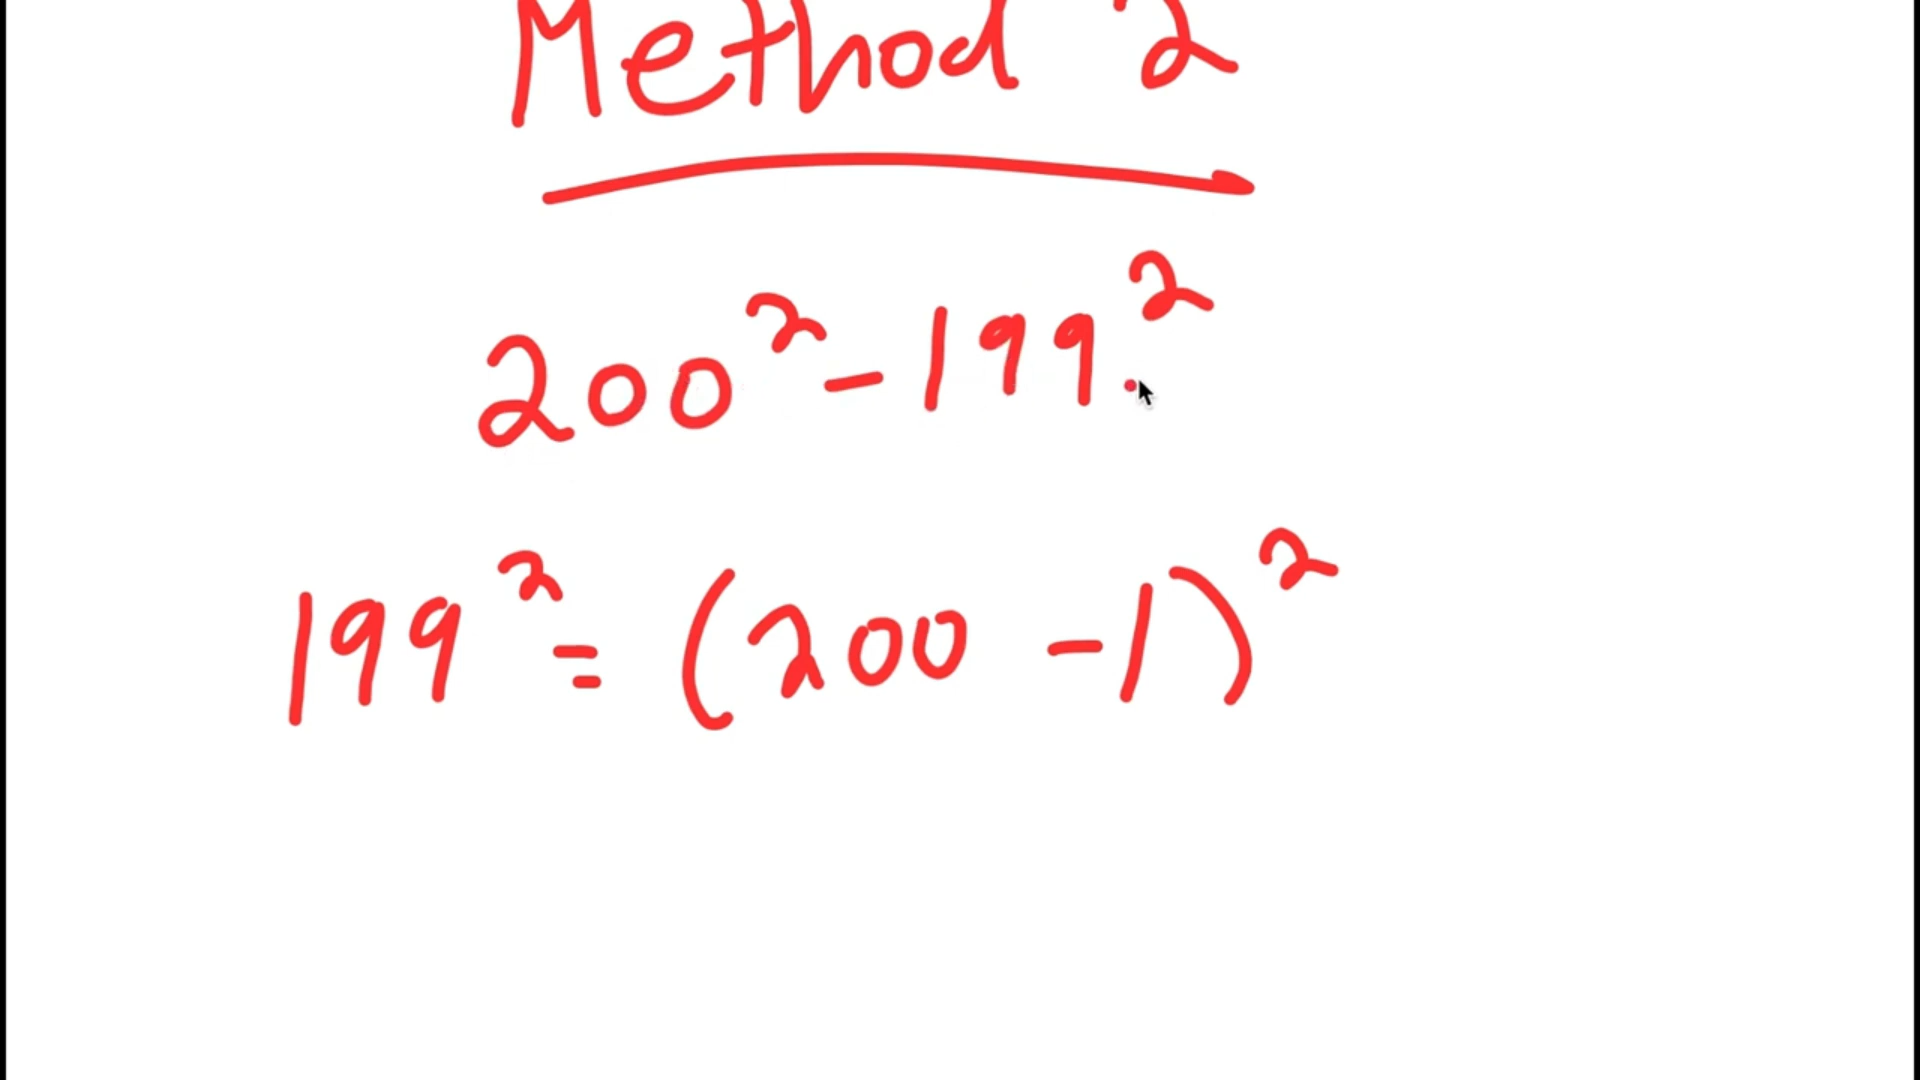 Method 2
200² - 199²
199² = (200 - 1)²